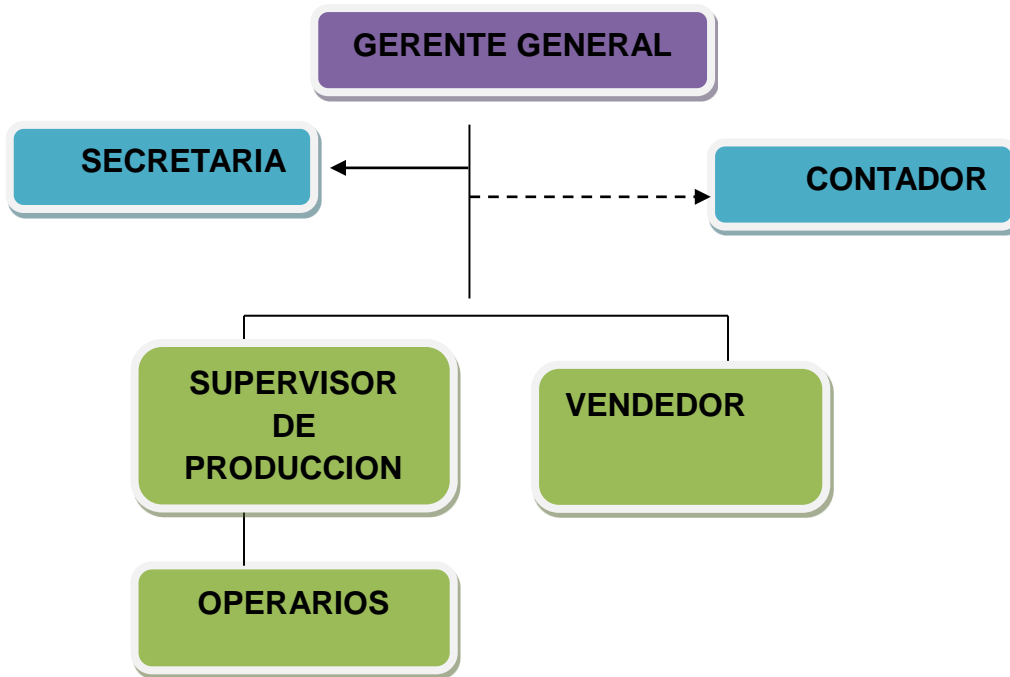 GERENTE GENERAL
SECRETARIA
CONTADOR
SUPERVISOR
DE
PRODUCCION
VENDEDOR
OPERARIOS